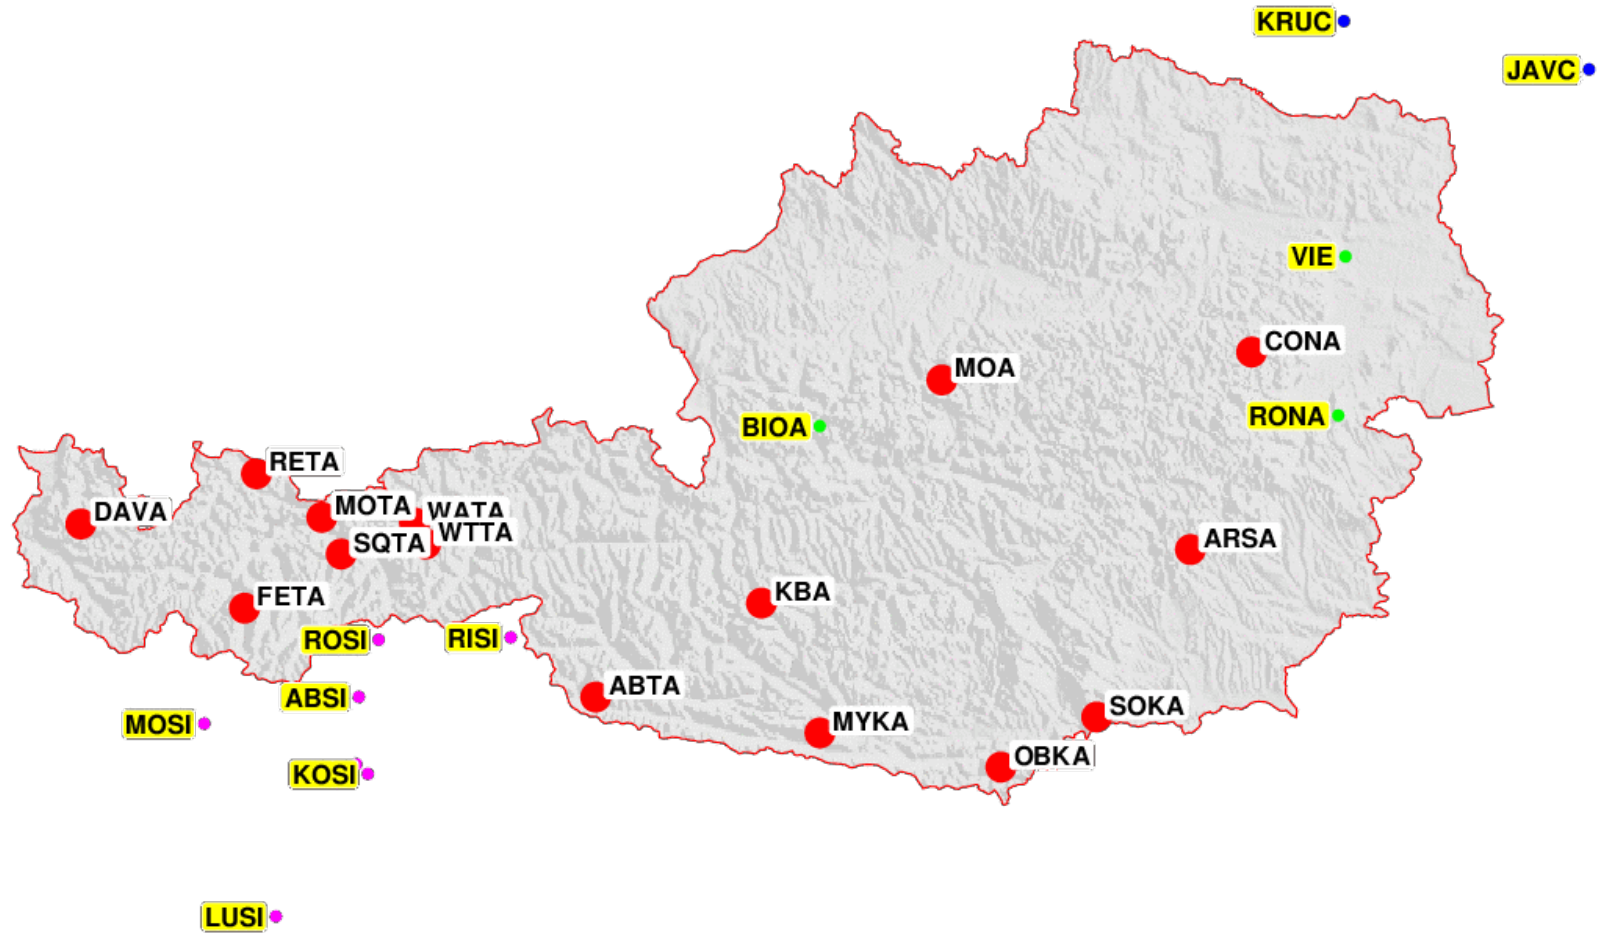 KRUC
JAVC
VIE
CONA
MOA
RONA
BIOA
RETA
MOTA
WATA
DAVA
WTTA
SQTA
ARSA
KBA
FETA
ROSI
RISI
ABTA
ABSI
SOKA
MYKA
MOSI
OBKA
KOSI
LUSI